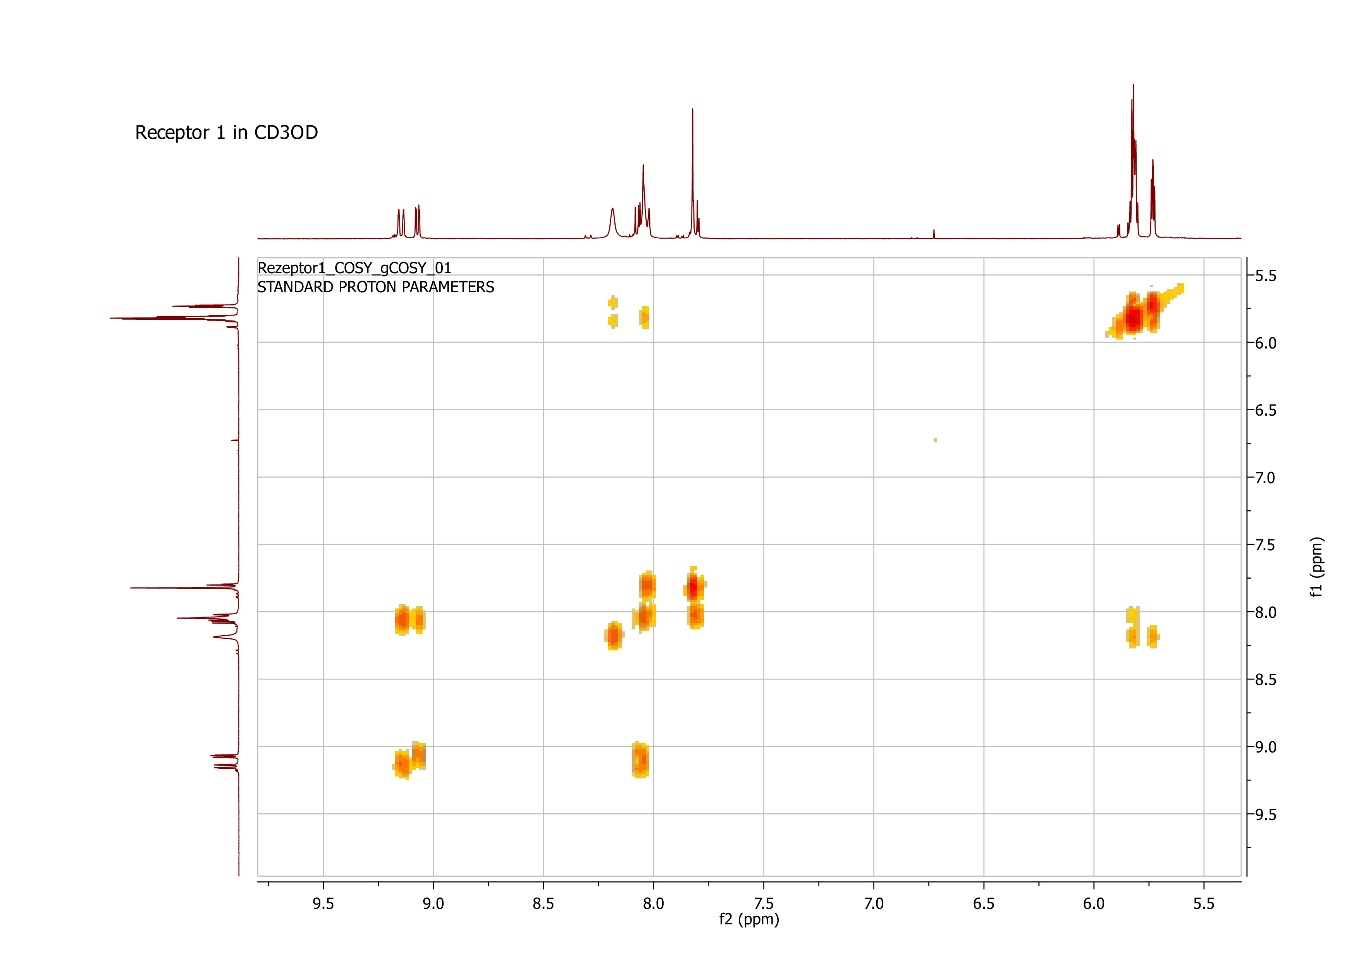 Receptor 1 in CD3OD
Rezeptor1_COSY_gCOSY_01
STANDARD PROTON PARAMETERS
5.5
6.0
6.5
7.0
7.5
8.0
8.5
9.0
9.5
f1 (ppm)
9.5 9.0 8.5 8.0 7.5 7.0 6.5 6.0 5.5
f2 (ppm)